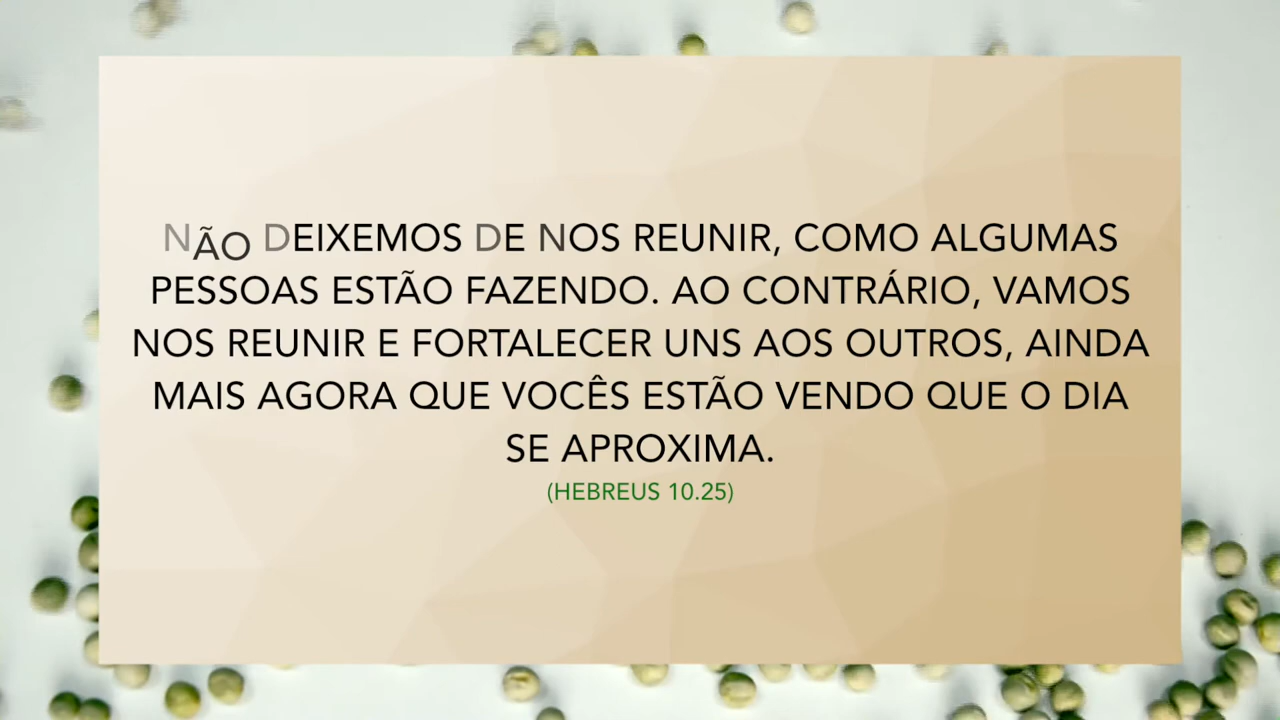 NÃO DEIXEMOS DE NOS REUNIR, COMO ALGUMAS
PESSOAS ESTÃO FAZENDO. AO CONTRÁRIO, VAMOS
NOS REUNIR E FORTALECER UNS AOS OUTROS, AINDA
MAIS AGORA QUE VOCÊS ESTÃO VENDO QUE O DIA
SE APROXIMA.
(HEBREUS 10.25)